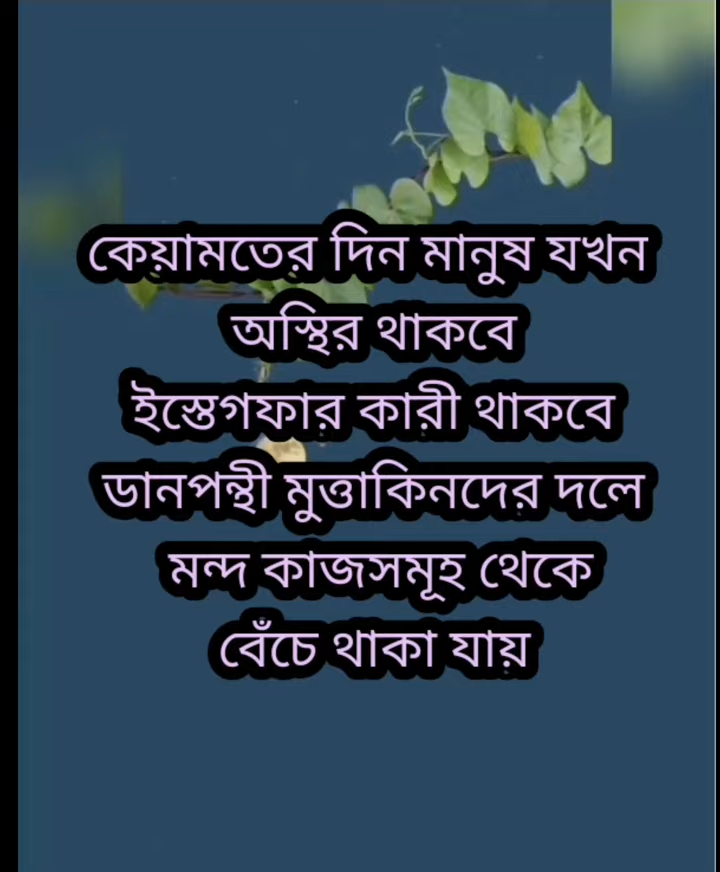 কেয়ামতের দিন মানুষ যখন
অস্থির থাকবে
ইস্তেগফার কারী থাকবে
ডানপন্থী মুত্তাকিনদের দলে
মন্দ কাজসমূহ থেকে
বেঁচে থাকা যায়